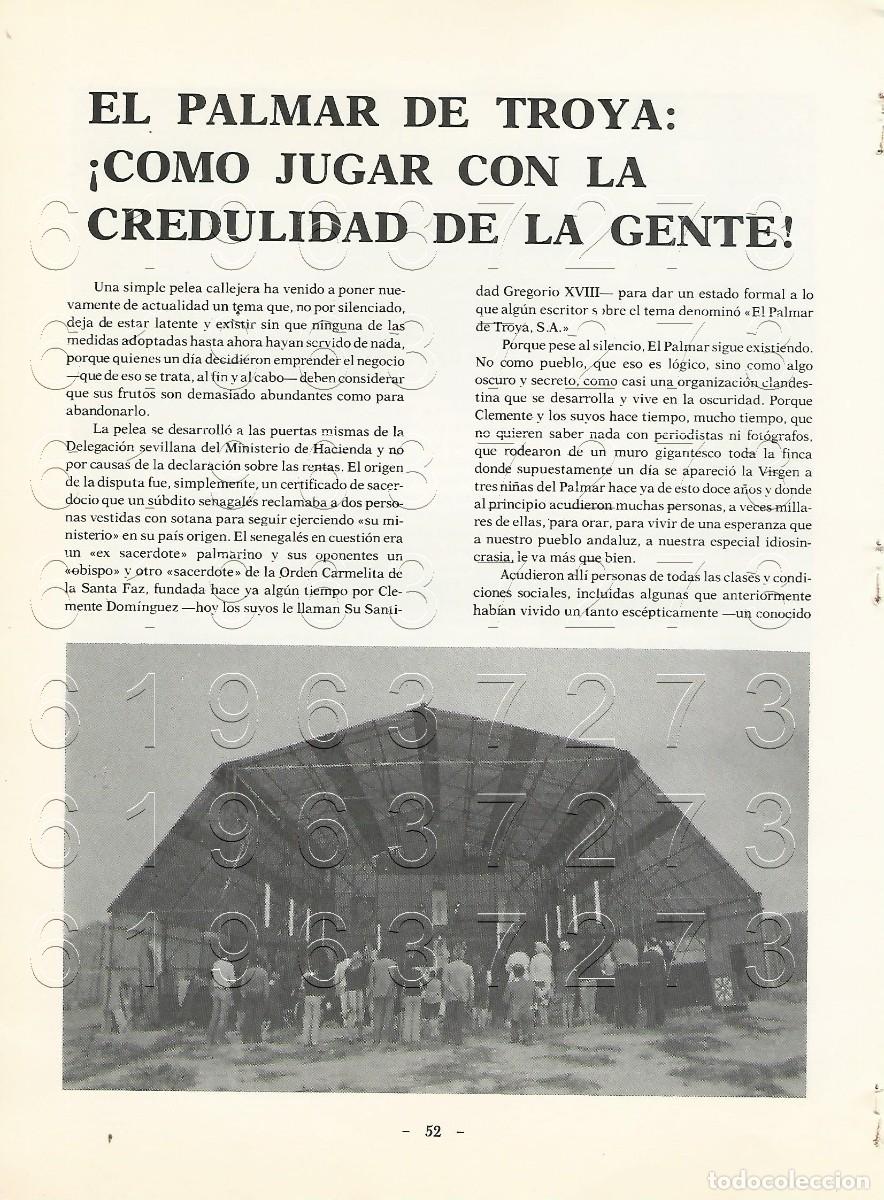 EL PALMAR DE TROYA:
¡COMO JUGAR CON LA
CREDULIDAD DE LA GENTE!
Una simple pelea callejera ha venido a poner nue-
vamente de actualidad un tema que, no por silenciado,
deja de estar latente y existir sin que ninguna de las
medidas adoptadas hasta ahora hayan servido de nada,
porque quienes un día decidieron emprender el negocio
—que de eso se trata, al fin y al cabo— deben considerar
que sus frutos son demasiado abundantes como para
abandonarlo.
La pelea se desarrolló a las puertas mismas de la
Delegación sevillana del Ministerio de Hacienda y no
por causas de la declaración sobre las rentas. El origen
de la disputa fue, simplemente, un certificado de sacer-
docio que un súbdito senagalés reclamaba a dos perso-
nas vestidas con sotana para seguir ejerciendo «su mi-
nisterio» en su país origen. El senegalés en cuestión era
un «ex sacerdote» palmarino y sus oponentes un
«obispo» y otro «sacerdote» de la Orden Carmelita de
la Santa Faz, fundada hace ya algún tiempo por Cle-
mente Domínguez —hoy los suyos le llaman Su Santi-
dad Gregorio XVIII— para dar un estado formal a lo
que algún escritor sobre el tema denominó «El Palmar
de Troya, S.A.»
Porque pese al silencio, El Palmar sigue existiendo.
No como pueblo, que eso es lógico, sino como algo
oscuro y secreto, como casi una organización clandes-
tina que se desarrolla y vive en la oscuridad. Porque
Clemente y los suyos hace tiempo, mucho tiempo, que
no quieren saber nada con periodistas ni fotógrafos,
que rodearon de un muro gigantesco toda la finca
donde supuestamente un día se apareció la Virgen a
tres niñas del Palmar hace ya de esto doce años y donde
al principio acudieron muchas personas, a veces milla-
res de ellas, para orar, para vivir de una esperanza que
a nuestro pueblo andaluz, a nuestra especial idiosin-
crasia, le va más que bien.
Acudieron allí personas de todas las clases y condi-
ciones sociales, incluidas algunas que anteriormente
habían vivido un tanto escépticamente —un conocido
619637273
619637273
619637273
- 52 -
todocoleccion